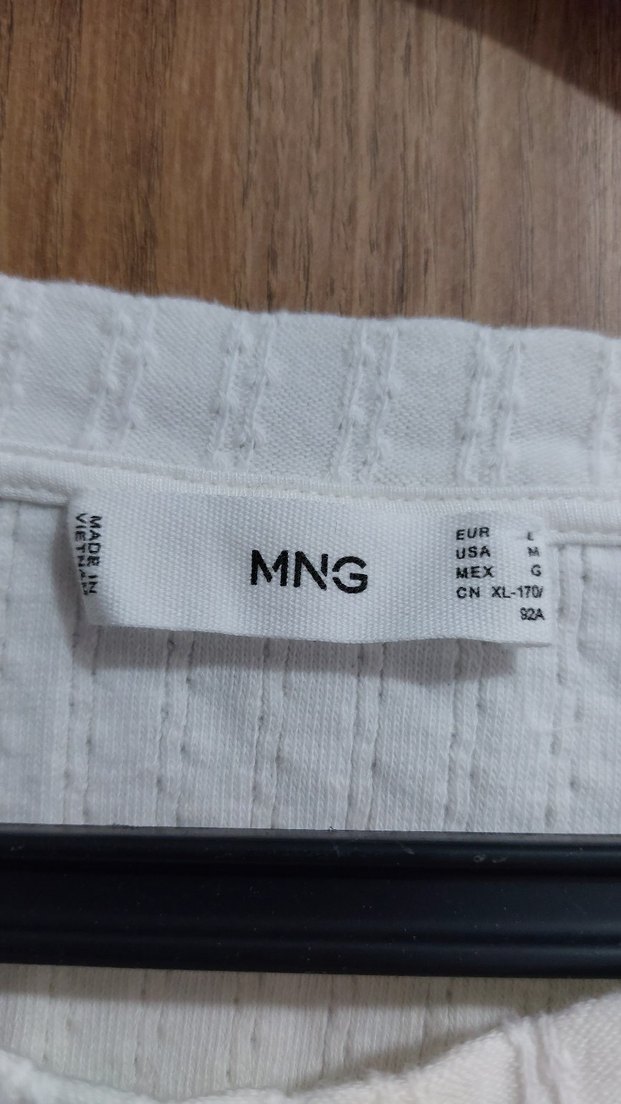 MADE IN
VIETNAM
MNG
EUR L
USA M
MEX G
CN XL-170/
92A